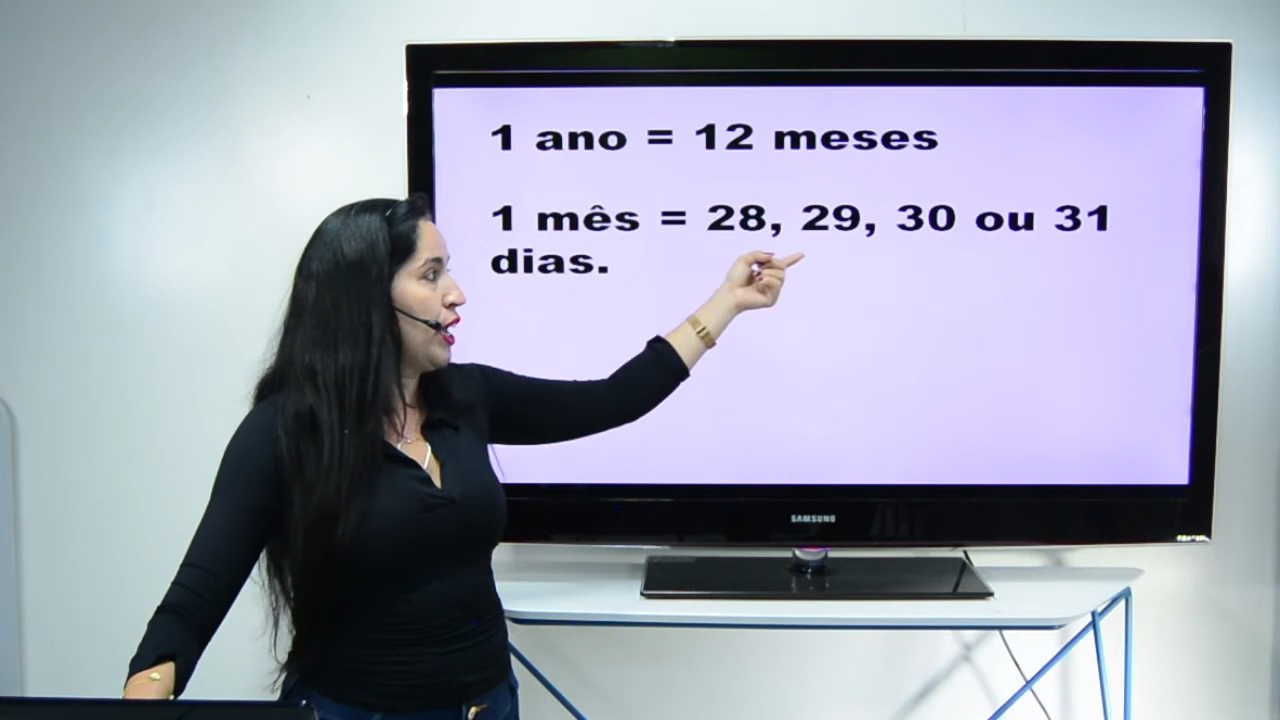 1 ano = 12 meses
1 mês = 28, 29, 30 ou 31
dias.
SAMSUNG